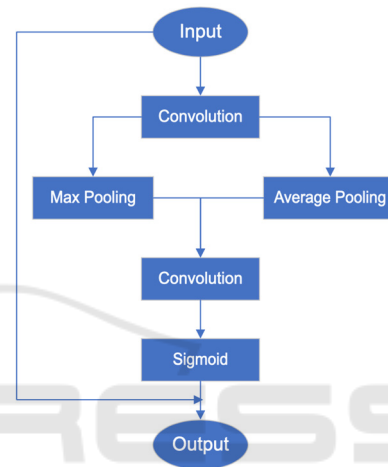 Input
Convolution
Max Pooling
Average Pooling
Convolution
Sigmoid
Output